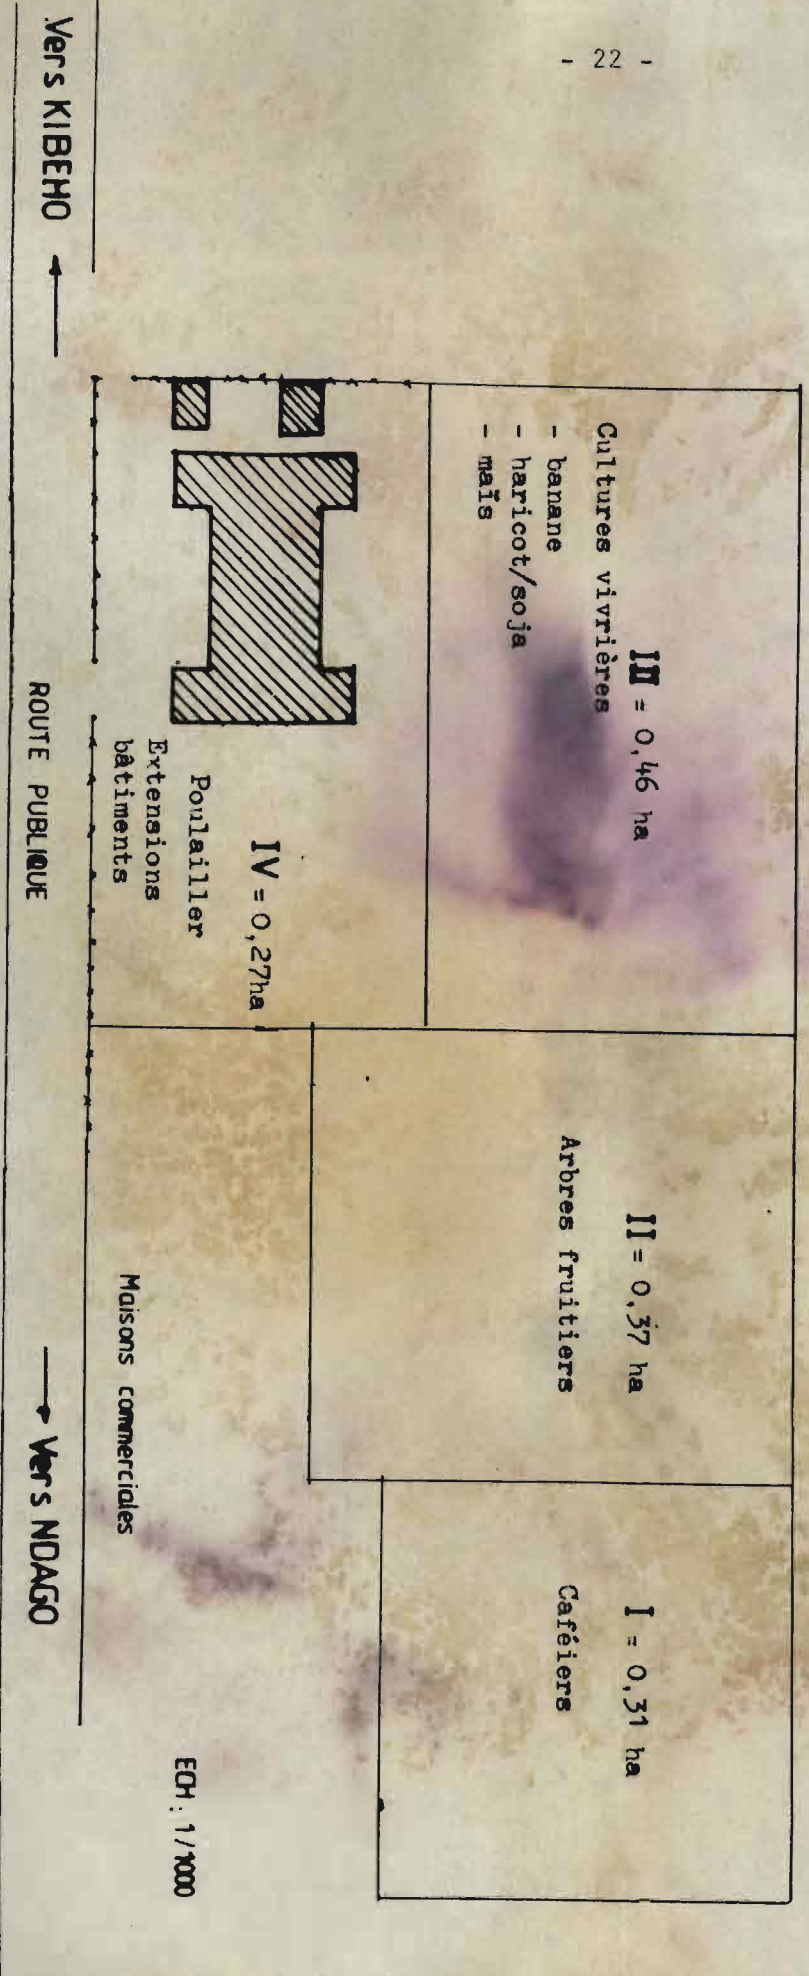 - 22 -
III = 0,46 ha
Cultures vivrières
- banane
- haricot/soja
- maïs
II = 0,37 ha
Arbres fruitiers
I = 0,31 ha
Caféiers
IV = 0,27ha
Poulailler
Extensions
bâtiments
Maisons commerciales
ECH : 1/1000
Vers KIBEHO
ROUTE PUBLIQUE
Vers NDAGO